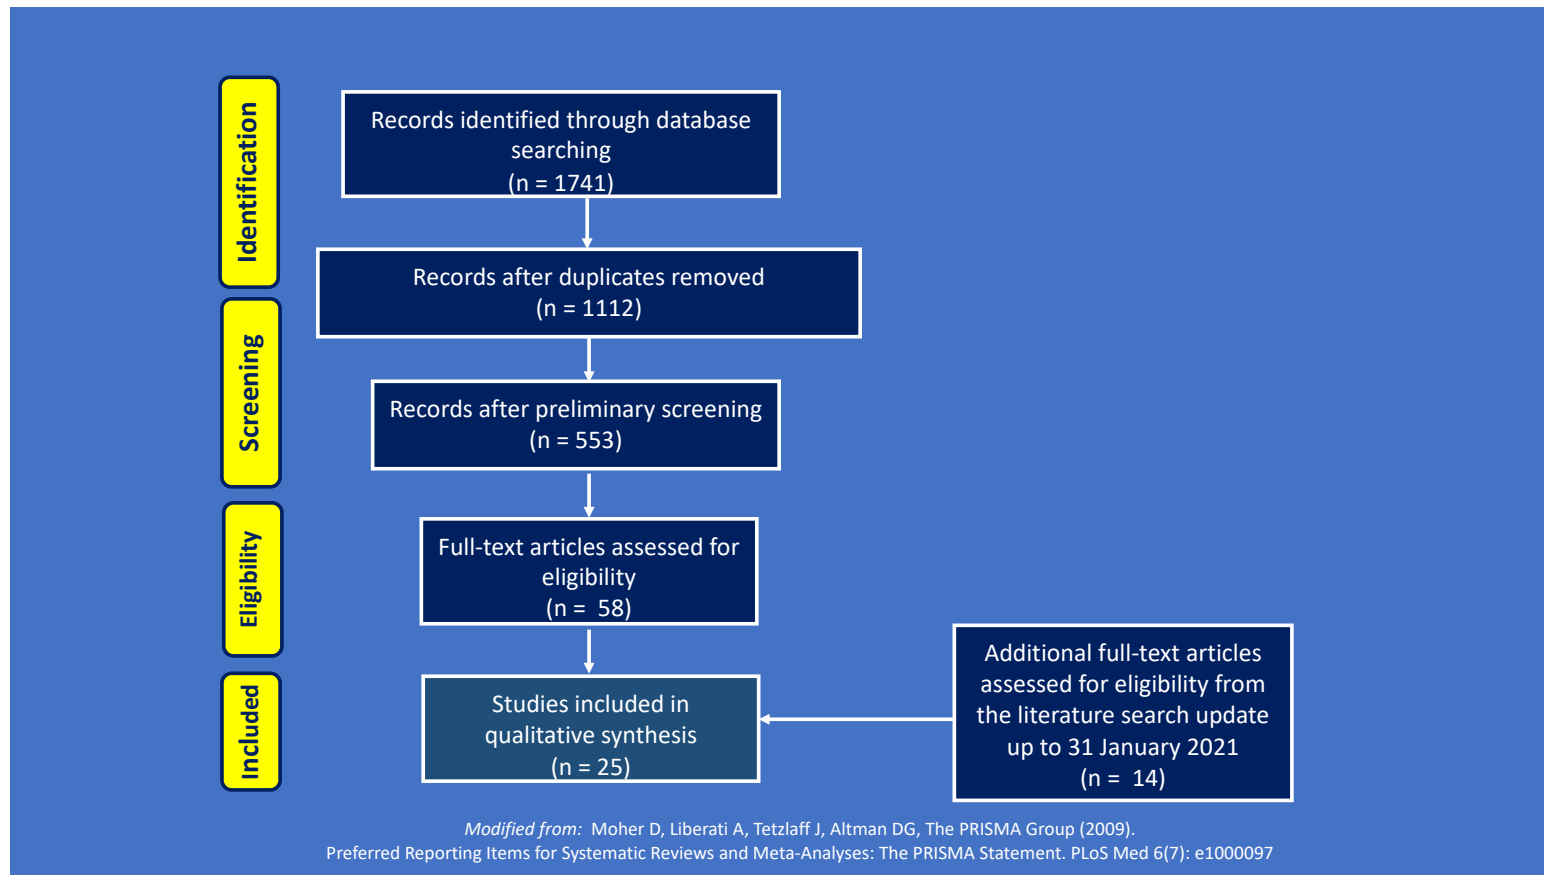 Identification
Records identified through database
searching
(n = 1741)
Records after duplicates removed
(n = 1112)
Screening
Records after preliminary screening
(n = 553)
Eligibility
Full-text articles assessed for
eligibility
(n =  58)
Included
Studies included in
qualitative synthesis
(n = 25)
Additional full-text articles
assessed for eligibility from
the literature search update
up to 31 January 2021
(n =  14)
Modified from:  Moher D, Liberati A, Tetzlaff J, Altman DG, The PRISMA Group (2009).
Preferred Reporting Items for Systematic Reviews and Meta-Analyses: The PRISMA Statement. PLoS Med 6(7): e1000097